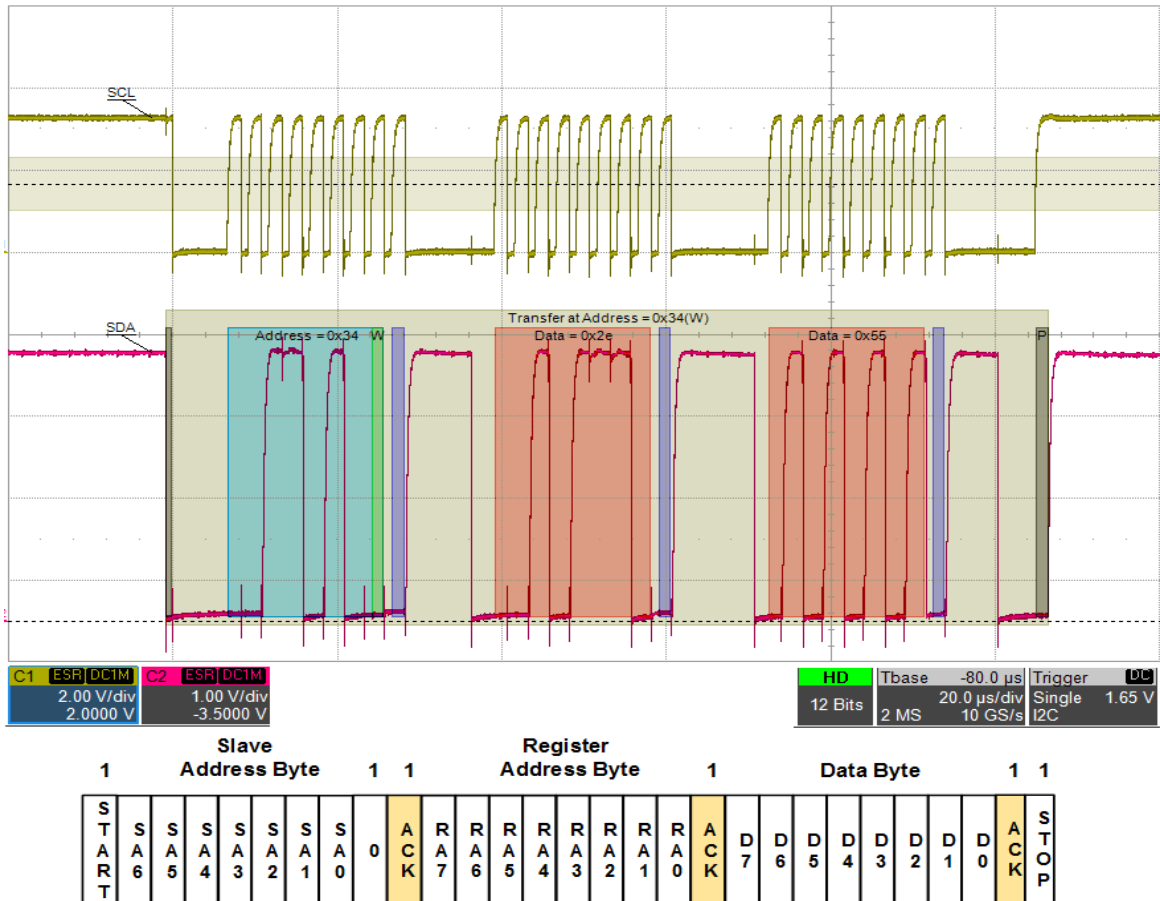 SCL
Transfer at Address = 0x34(W)
SDA
Address = 0x34 W
Data = 0x2e
Data = 0x55
P
C1 ESR DC1M
2.00 V/div
2.0000 V
C2 ESR DC1M
1.00 V/div
-3.5000 V
HD
12 Bits
Tbase -80.0 µs
20.0 µs/div
2 MS 10 GS/s
Trigger DC
Single 1.65 V
I2C
Slave Register
1 Address Byte 1 1 Address Byte 1 Data Byte 1 1
START SA6 SA5 SA4 SA3 SA2 SA1 SA0 0 ACK RA7 RA6 RA5 RA4 RA3 RA2 RA1 RA0 ACK D7 D6 D5 D4 D3 D2 D1 D0 ACK STOP